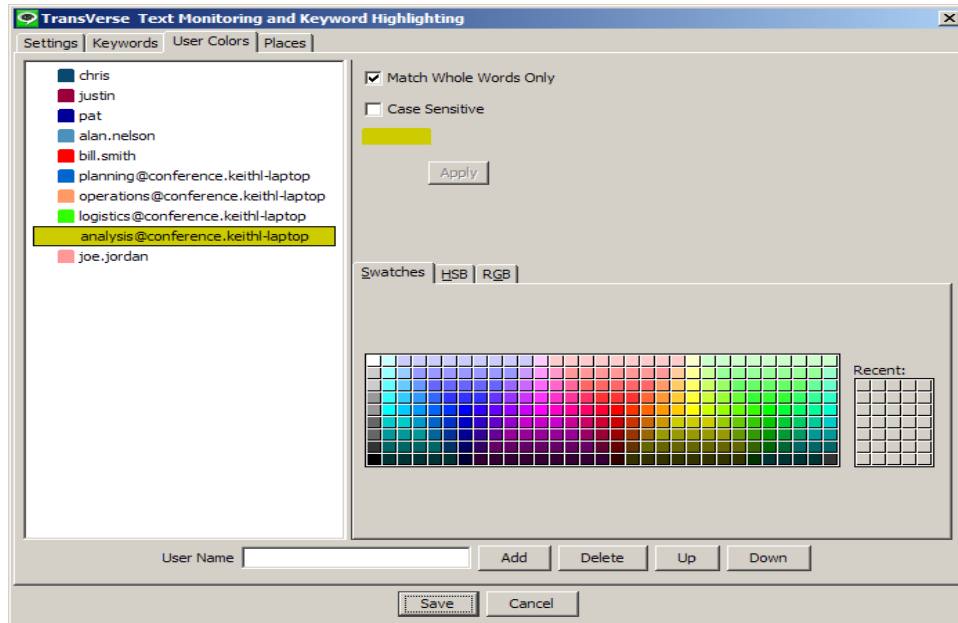 TransVerse Text Monitoring and Keyword Highlighting
Settings Keywords User Colors Places
chris
justin
pat
alan.nelson
bill.smith
planning@conference.keithl-laptop
operations@conference.keithl-laptop
logistics@conference.keithl-laptop
analysis@conference.keithl-laptop
joe.jordan
Match Whole Words Only
Case Sensitive
Apply
Swatches HSB RGB
Recent:
User Name Add Delete Up Down
Save Cancel